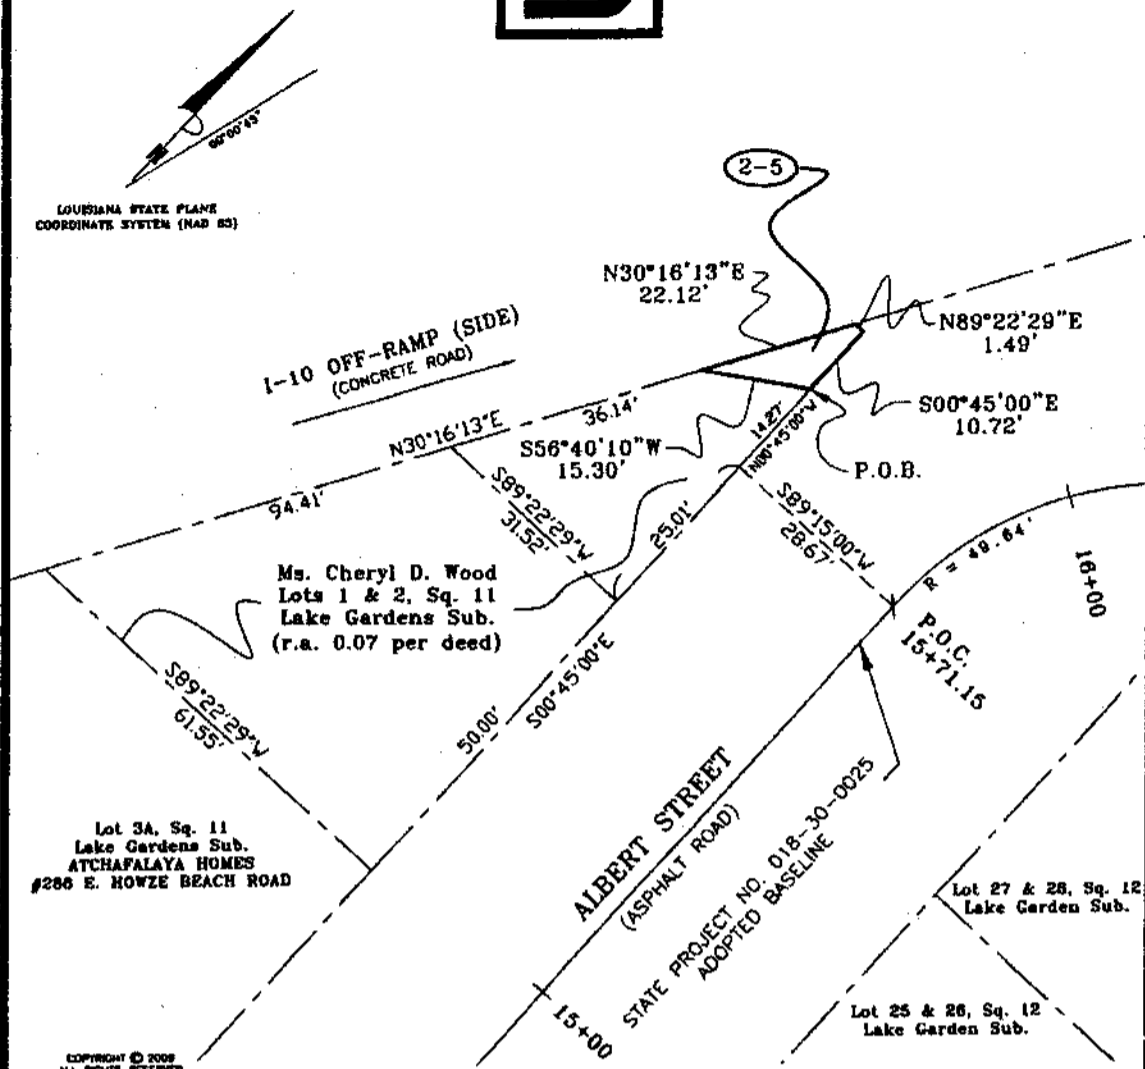 00°00'43"
N
LOUISIANA STATE PLANE
COORDINATE SYSTEM (NAD 83)
2-5
N30°16'13"E
22.12'
N89°22'29"E
1.49'
I-10 OFF-RAMP (SIDE)
(CONCRETE ROAD)
S00°45'00"E
10.72'
36.14'
N30°16'13"E
S56°40'10"W
15.30'
14.27'
N00°45'00"W
P.O.B.
94.41'
S89°22'29"W
31.52'
25.01'
S89°15'00"W
28.67'
R = 49.64'
16+00
Ms. Cheryl D. Wood
Lots 1 & 2, Sq. 11
Lake Gardens Sub.
(r.a. 0.07 per deed)
P.O.C.
15+71.15
S89°22'29"W
61.55'
50.00'
S00°45'00"E
Lot 3A, Sq. 11
Lake Gardens Sub.
ATCHAFALAYA HOMES
#286 E. HOWZE BEACH ROAD
ALBERT STREET
(ASPHALT ROAD)
STATE PROJECT NO. 018-30-0025
ADOPTED BASELINE
Lot 27 & 28, Sq. 12
Lake Garden Sub.
15+00
Lot 25 & 26, Sq. 12
Lake Garden Sub.
COPYRIGHT © 2009